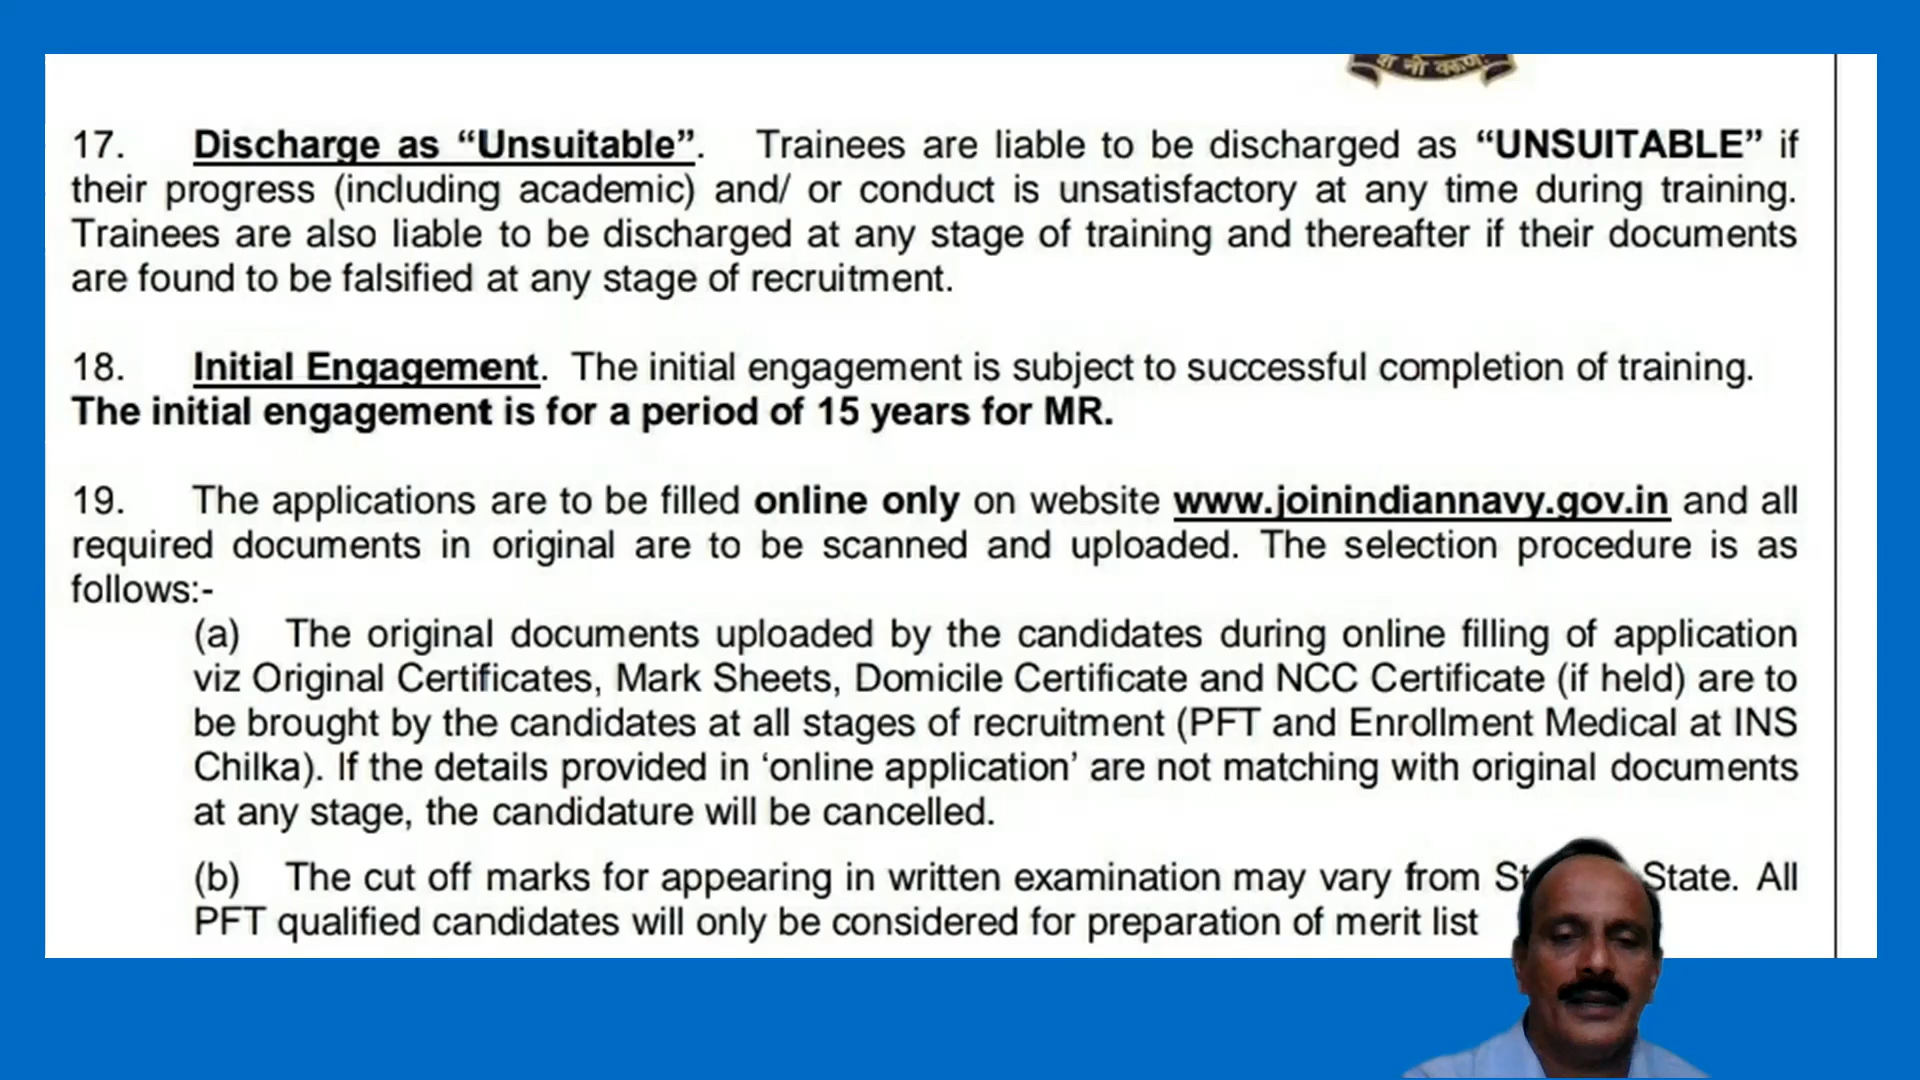 शं नो वरुणः
17. Discharge as “Unsuitable”. Trainees are liable to be discharged as “UNSUITABLE” if
their progress (including academic) and/ or conduct is unsatisfactory at any time during training.
Trainees are also liable to be discharged at any stage of training and thereafter if their documents
are found to be falsified at any stage of recruitment.
18. Initial Engagement. The initial engagement is subject to successful completion of training.
The initial engagement is for a period of 15 years for MR.
19. The applications are to be filled online only on website www.joinindiannavy.gov.in and all
required documents in original are to be scanned and uploaded. The selection procedure is as
follows:-
(a) The original documents uploaded by the candidates during online filling of application
viz Original Certificates, Mark Sheets, Domicile Certificate and NCC Certificate (if held) are to
be brought by the candidates at all stages of recruitment (PFT and Enrollment Medical at INS
Chilka). If the details provided in ‘online application’ are not matching with original documents
at any stage, the candidature will be cancelled.
(b) The cut off marks for appearing in written examination may vary from State. All
PFT qualified candidates will only be considered for preparation of merit list